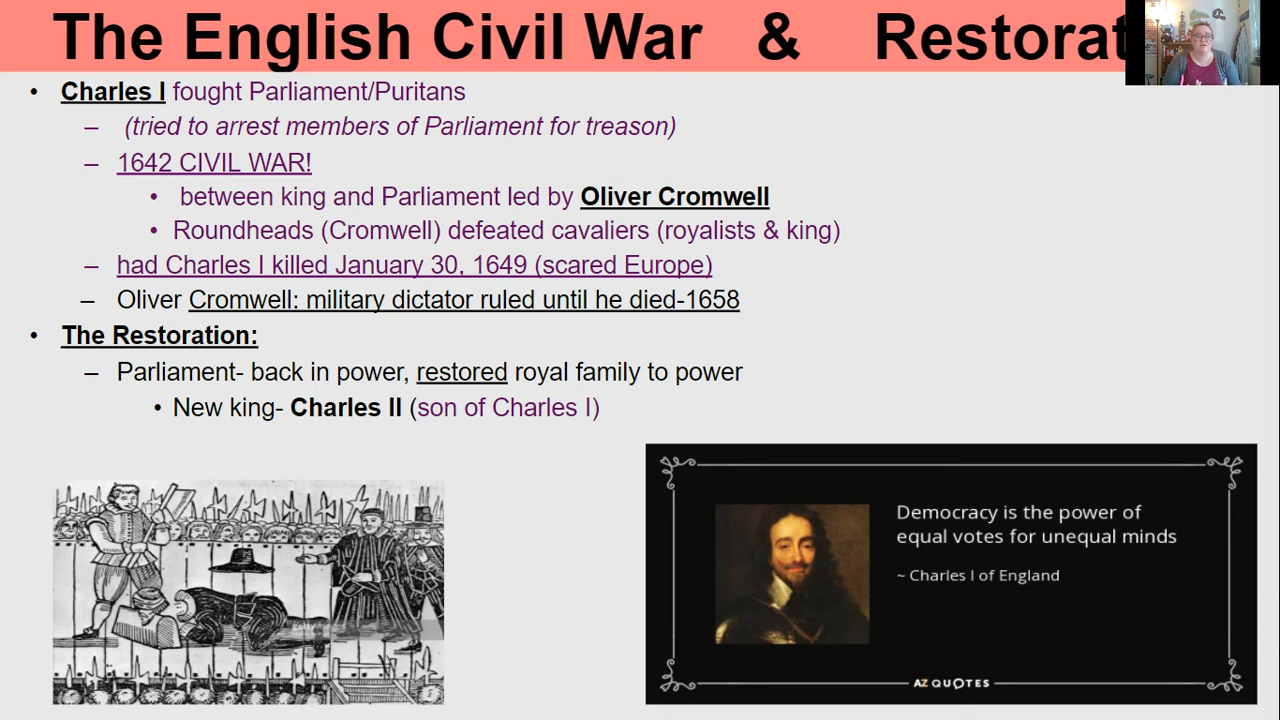 The English Civil War & Restorat
• Charles I fought Parliament/Puritans
– (tried to arrest members of Parliament for treason)
– 1642 CIVIL WAR!
• between king and Parliament led by Oliver Cromwell
• Roundheads (Cromwell) defeated cavaliers (royalists & king)
– had Charles I killed January 30, 1649 (scared Europe)
– Oliver Cromwell: military dictator ruled until he died-1658
• The Restoration:
– Parliament- back in power, restored royal family to power
• New king- Charles II (son of Charles I)
Democracy is the power of
equal votes for unequal minds
~ Charles I of England
AZ QUOTES